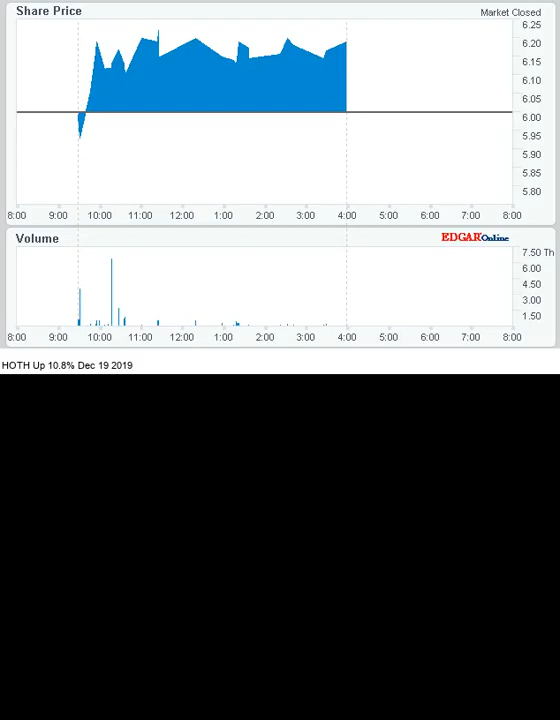 Share Price
Market Closed
6.25
6.20
6.15
6.10
6.05
6.00
5.95
5.90
5.85
5.80
8:00 9:00 10:00 11:00 12:00 1:00 2:00 3:00 4:00 5:00 6:00 7:00 8:00
Volume
EDGAR Online
7.50 Th
6.00
4.50
3.00
1.50
8:00 9:00 10:00 11:00 12:00 1:00 2:00 3:00 4:00 5:00 6:00 7:00 8:00
HOTH Up 10.8% Dec 19 2019